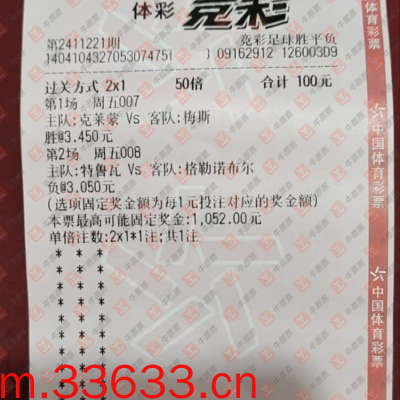 体彩 竞彩
第2411221期 竞彩足球胜平负
140410432705307475 09162912 126003D9
过关方式 2x1 50倍 合计 100元
第1场 周五007
主队:克莱蒙 Vs 客队:梅斯
胜@3.450元
第2场 周五008
主队:特鲁瓦 Vs 客队:格勒诺布尔
负@3.050元
(选项固定奖金额为每1元投注对应的奖金额)
本票最高可能固定奖金:1,052.00元
单倍注数:2x1*1注;共1注
* * * *
* * * *
* * * *
* * * *
* * * *
* * * *
* * * *
* * * *
* * * *
体育彩票
中国体育彩票
中国体育彩票
m.33633.cn